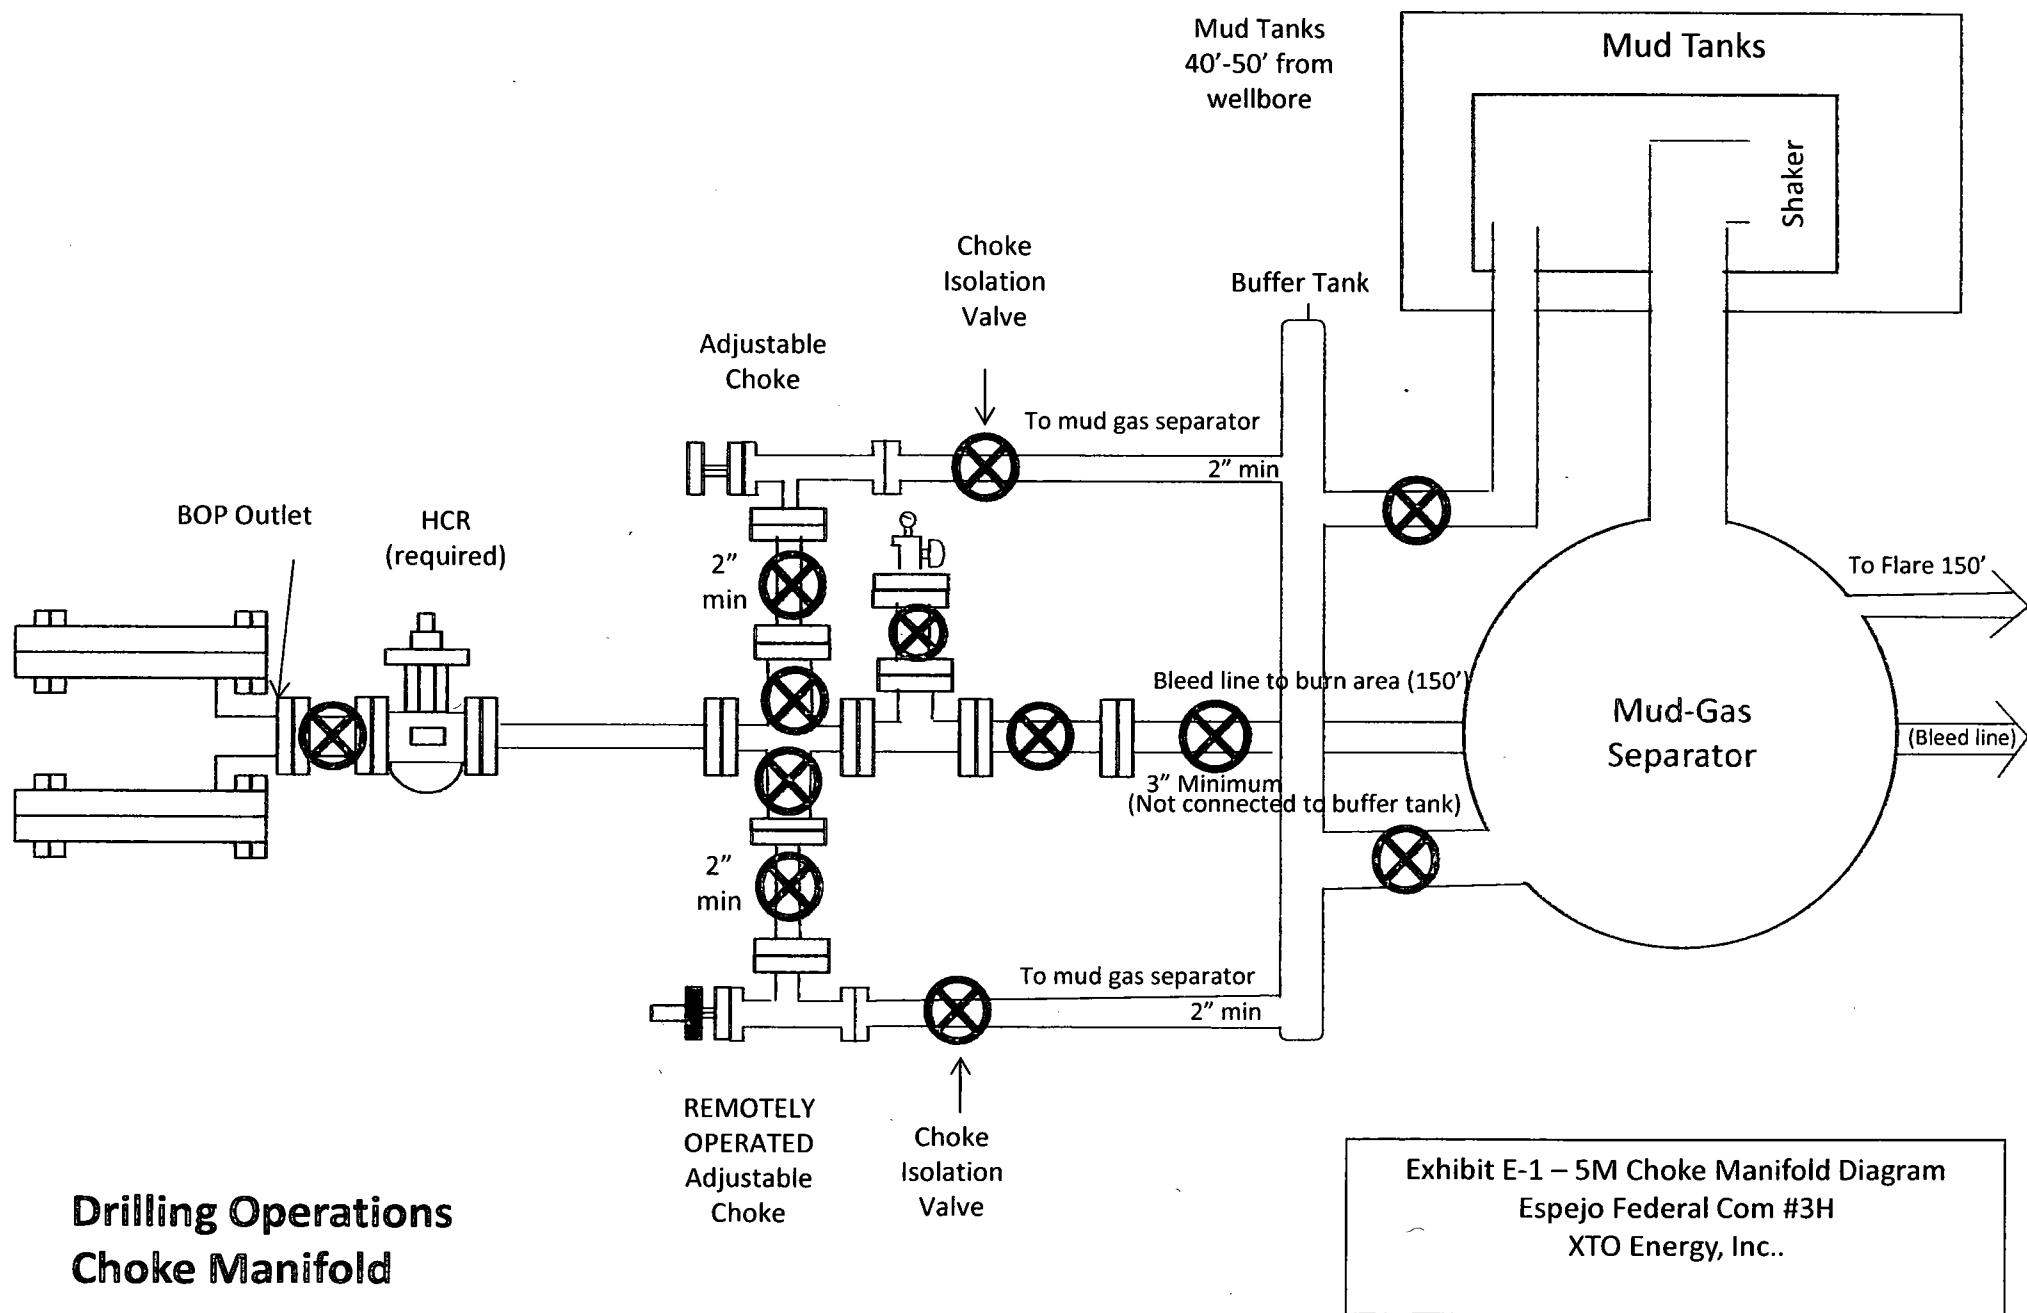 Mud Tanks
40'-50' from
wellbore
Mud Tanks
Shaker
Choke
Isolation
Valve
Buffer Tank
Adjustable
Choke
To mud gas separator
2" min
BOP Outlet
HCR
(required)
2"
min
To Flare 150'
Bleed line to burn area (150')
Mud-Gas
Separator
(Bleed line)
3" Minimum
(Not connected to buffer tank)
2"
min
To mud gas separator
2" min
REMOTELY
OPERATED
Adjustable
Choke
Choke
Isolation
Valve
Drilling Operations
Choke Manifold
Exhibit E-1 – 5M Choke Manifold Diagram
Espejo Federal Com #3H
XTO Energy, Inc..